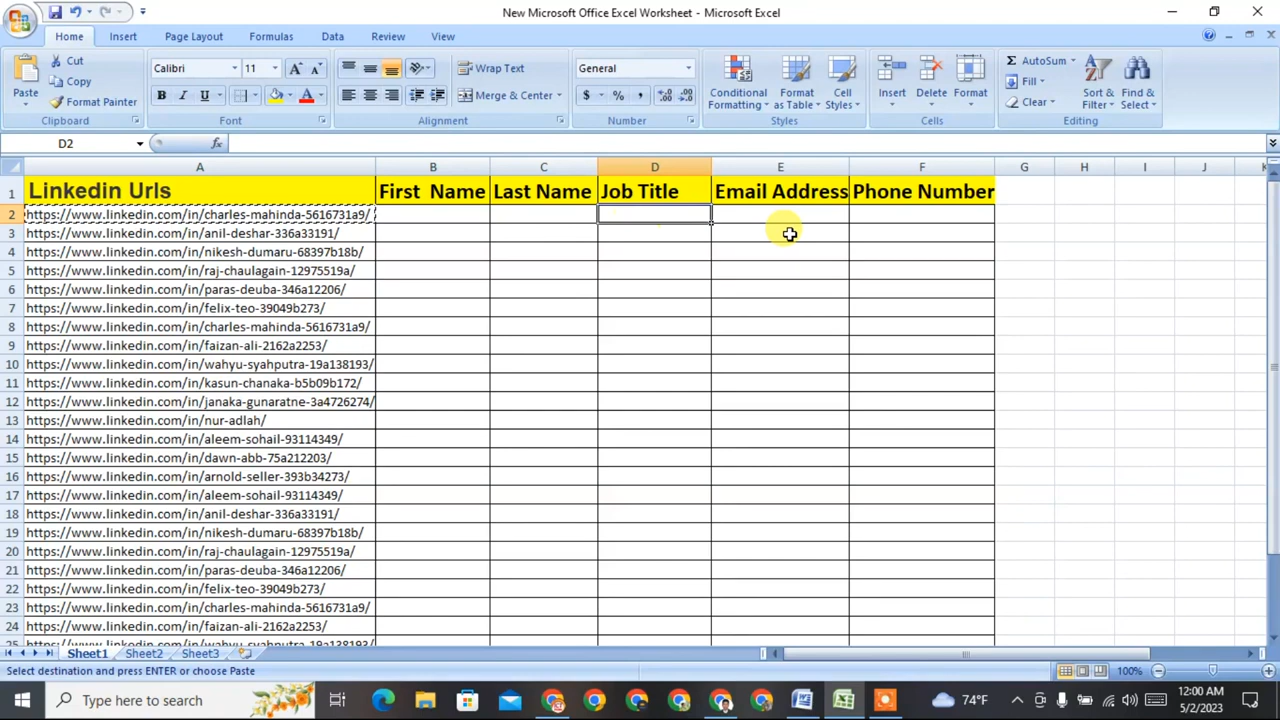 New Microsoft Office Excel Worksheet - Microsoft Excel
Home Insert Page Layout Formulas Data Review View
Paste Cut Copy Format Painter Clipboard
Calibri 11 B I U A A A Font
Wrap Text Merge & Center Alignment
General $ % , Number
Conditional Formatting Format as Table Cell Styles Styles
Insert Delete Format Cells
Σ AutoSum Fill Clear Sort & Filter Find & Select Editing
D2 fx
A B C D E F G H I J K
1 Linkedin Urls First Name Last Name Job Title Email Address Phone Number
2 https://www.linkedin.com/in/charles-mahinda-5616731a9/
3 https://www.linkedin.com/in/anil-deshar-336a33191/
4 https://www.linkedin.com/in/nikesh-dumaru-68397b18b/
5 https://www.linkedin.com/in/raj-chaulagain-12975519a/
6 https://www.linkedin.com/in/paras-deuba-346a12206/
7 https://www.linkedin.com/in/felix-teo-39049b273/
8 https://www.linkedin.com/in/charles-mahinda-5616731a9/
9 https://www.linkedin.com/in/faizan-ali-2162a2253/
10 https://www.linkedin.com/in/wahyu-syahputra-19a138193/
11 https://www.linkedin.com/in/kasun-chanaka-b5b09b172/
12 https://www.linkedin.com/in/janaka-gunaratne-3a4726274/
13 https://www.linkedin.com/in/nur-adlah/
14 https://www.linkedin.com/in/aleem-sohail-93114349/
15 https://www.linkedin.com/in/dawn-abb-75a212203/
16 https://www.linkedin.com/in/arnold-seller-393b34273/
17 https://www.linkedin.com/in/aleem-sohail-93114349/
18 https://www.linkedin.com/in/anil-deshar-336a33191/
19 https://www.linkedin.com/in/nikesh-dumaru-68397b18b/
20 https://www.linkedin.com/in/raj-chaulagain-12975519a/
21 https://www.linkedin.com/in/paras-deuba-346a12206/
22 https://www.linkedin.com/in/felix-teo-39049b273/
23 https://www.linkedin.com/in/charles-mahinda-5616731a9/
24 https://www.linkedin.com/in/faizan-ali-2162a2253/
25 https://www.linkedin.com/in/wahyu-syahputra-19a138193/
Sheet1 Sheet2 Sheet3
Select destination and press ENTER or choose Paste 100%
Type here to search 74°F 12:00 AM
5/2/2023